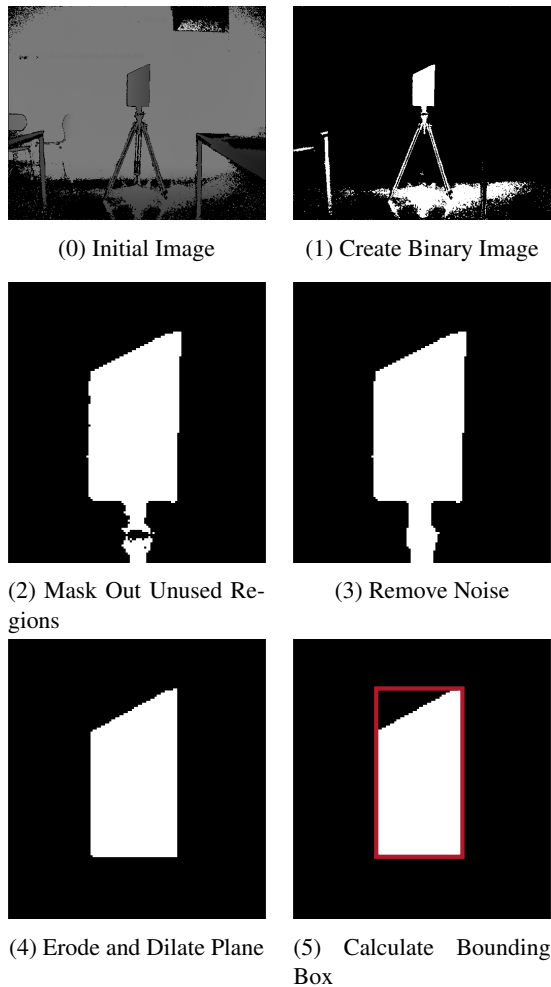 (0) Initial Image
(1) Create Binary Image
(2) Mask Out Unused Re-
gions
(3) Remove Noise
(4) Erode and Dilate Plane
(5) Calculate Bounding
Box